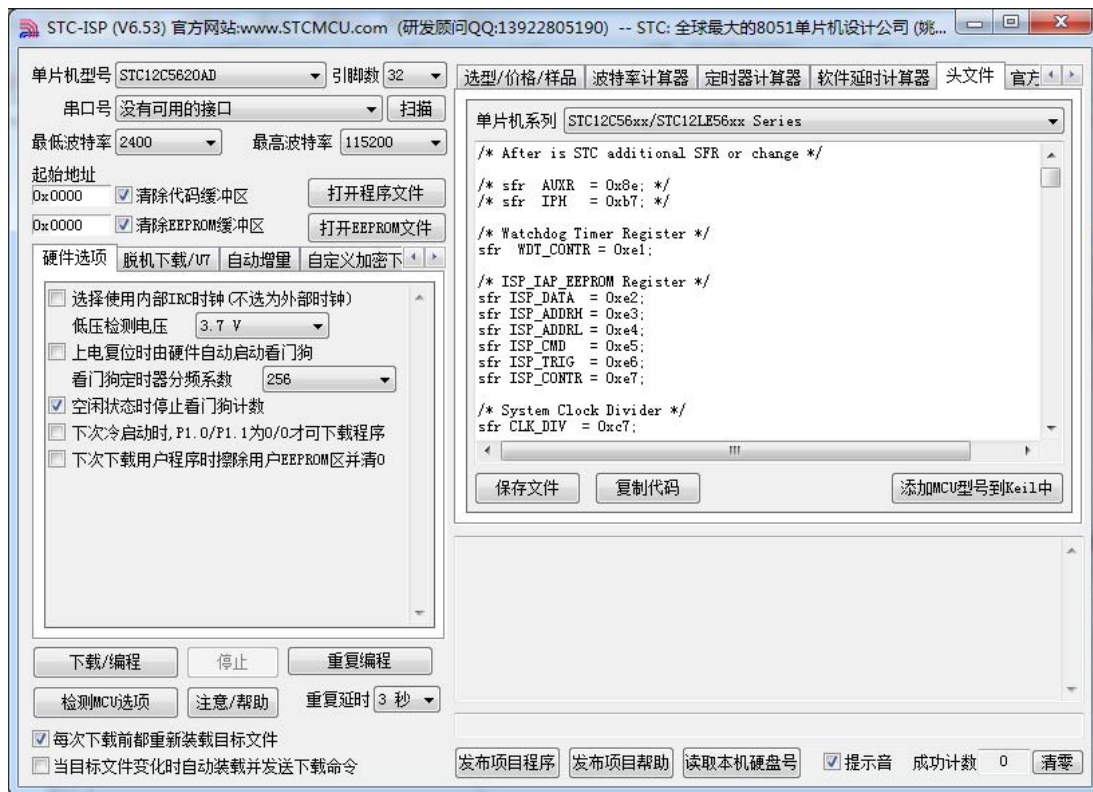 STC-ISP (V6.53) 官方网站:www.STCMCU.com (研发顾问QQ:13922805190) -- STC: 全球最大的8051单片机设计公司 (姚...
单片机型号 STC12C5620AD 引脚数 32
串口号 没有可用的接口 扫描
最低波特率 2400 最高波特率 115200
起始地址
0x0000 清除代码缓冲区 打开程序文件
0x0000 清除EEPROM缓冲区 打开EEPROM文件
硬件选项 脱机下载/U7 自动增量 自定义加密下
选择使用内部IRC时钟(不选为外部时钟)
低压检测电压 3.7 V
上电复位时由硬件自动启动看门狗
看门狗定时器分频系数 256
空闲状态时停止看门狗计数
下次冷启动时,P1.0/P1.1为0/0才可下载程序
下次下载用户程序时擦除用户EEPROM区并清0
下载/编程 停止 重复编程
检测MCU选项 注意/帮助 重复延时 3 秒
每次下载前都重新装载目标文件
当目标文件变化时自动装载并发送下载命令
选型/价格/样品 波特率计算器 定时器计算器 软件延时计算器 头文件 官方
单片机系列 STC12C56xx/STC12LE56xx Series
/* After is STC additional SFR or change */
/* sfr AUXR = 0x8e; */
/* sfr IPH = 0xb7; */
/* Watchdog Timer Register */
sfr WDT_CONTR = 0xe1;
/* ISP_IAP_EEPROM Register */
sfr ISP_DATA = 0xe2;
sfr ISP_ADDRH = 0xe3;
sfr ISP_ADDRL = 0xe4;
sfr ISP_CMD = 0xe5;
sfr ISP_TRIG = 0xe6;
sfr ISP_CONTR = 0xe7;
/* System Clock Divider */
sfr CLK_DIV = 0xc7;
保存文件 复制代码 添加MCU型号到Keil中
发布项目程序 发布项目帮助 读取本机硬盘号 提示音 成功计数 0 清零